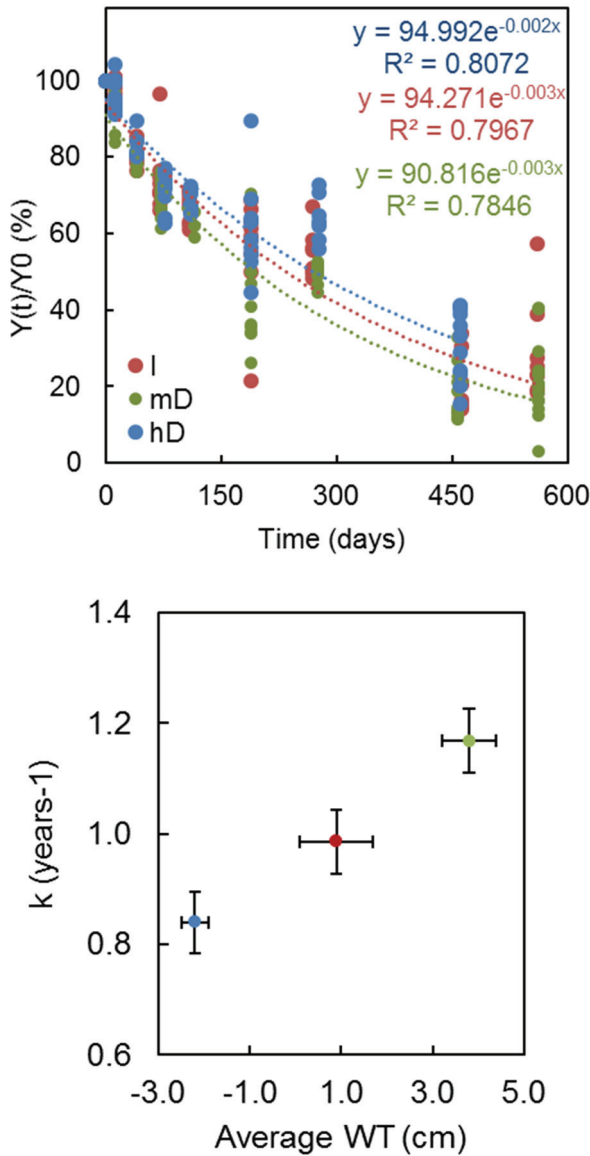 y = 94.992e-0.002x
R² = 0.8072
y = 94.271e-0.003x
R² = 0.7967
y = 90.816e-0.003x
R² = 0.7846
100
80
60
40
20
0
Y(t)/Y0 (%)
I
mD
hD
0 150 300 450 600
Time (days)
1.4
1.2
1.0
0.8
0.6
k (years-1)
-3.0 -1.0 1.0 3.0 5.0
Average WT (cm)